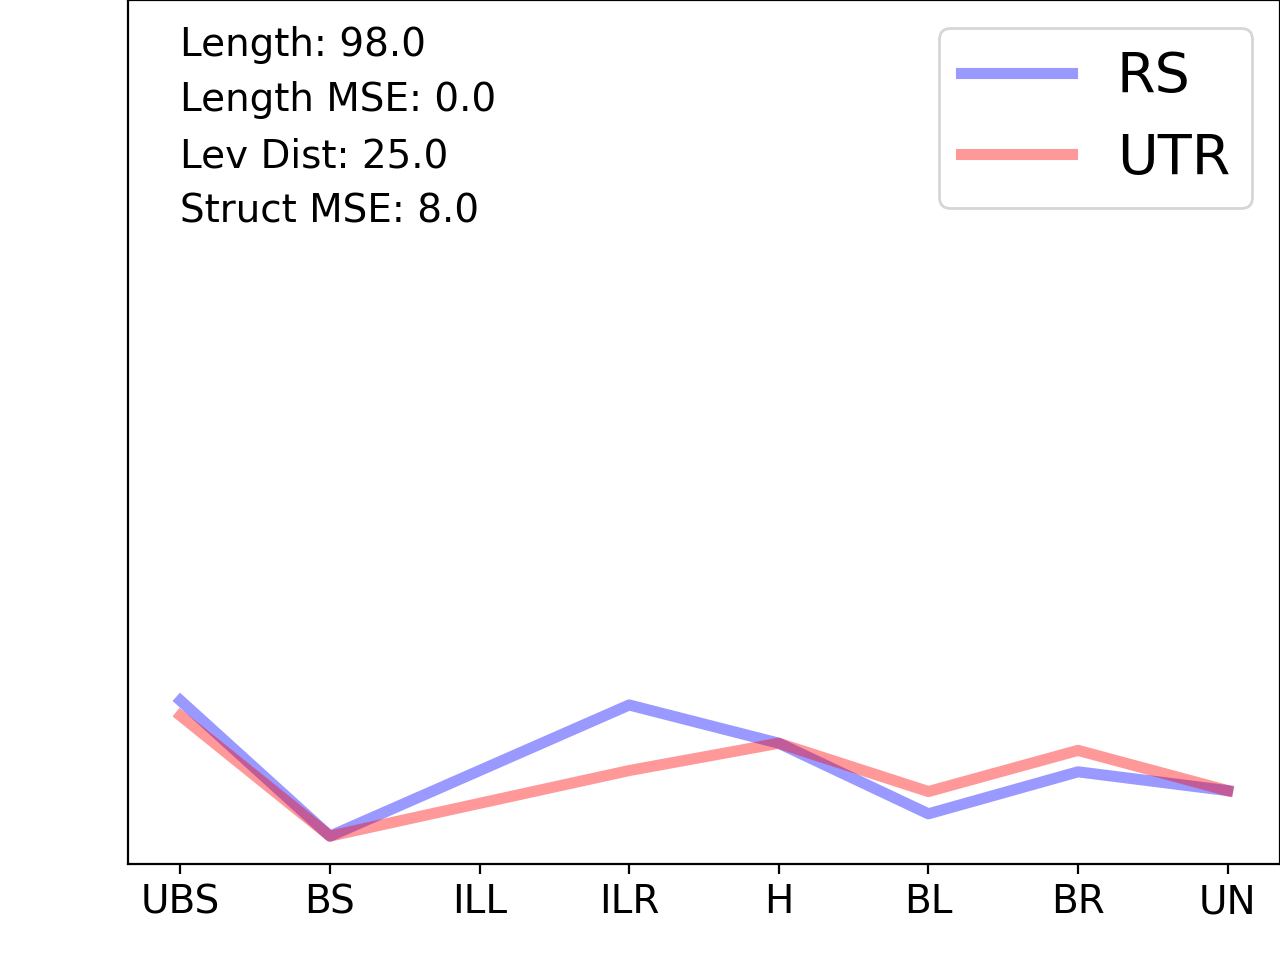 Length: 98.0
Length MSE: 0.0
Lev Dist: 25.0
Struct MSE: 8.0
RS
UTR
UBS BS ILL ILR H BL BR UN